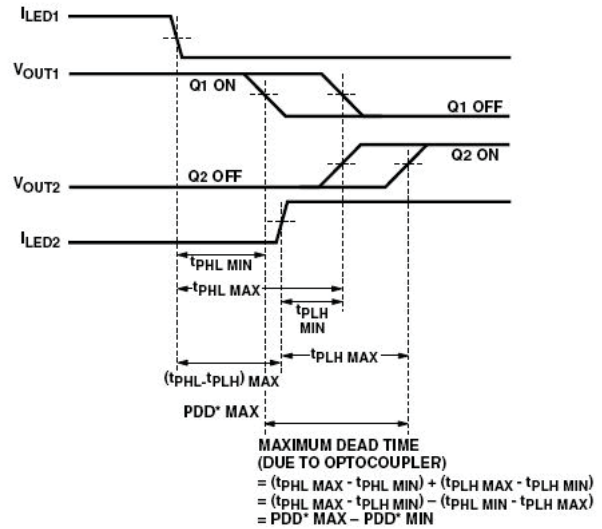 ILED1
VOUT1
Q1 ON
Q1 OFF
Q2 OFF
Q2 ON
VOUT2
ILED2
tPHL MIN
tPHL MAX
tPLH
MIN
tPLH MAX
(tPHL-tPLH) MAX
PDD* MAX
MAXIMUM DEAD TIME
(DUE TO OPTOCOUPLER)
= (tPHL MAX - tPHL MIN) + (tPLH MAX - tPLH MIN)
= (tPHL MAX - tPLH MIN) – (tPHL MIN - tPLH MAX)
= PDD* MAX – PDD* MIN